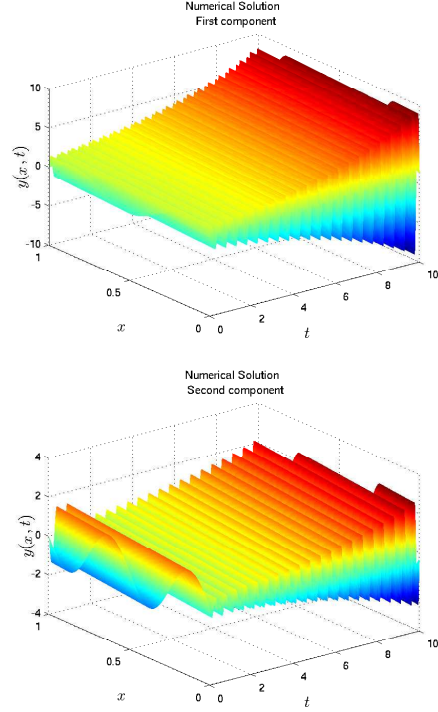 Numerical Solution
First component
10
5
0
-5
-10
y(x, t)
1
0.5
0
x
0
2
4
6
8
10
t
Numerical Solution
Second component
4
2
0
-2
-4
y(x, t)
1
0.5
0
x
0
2
4
6
8
10
t